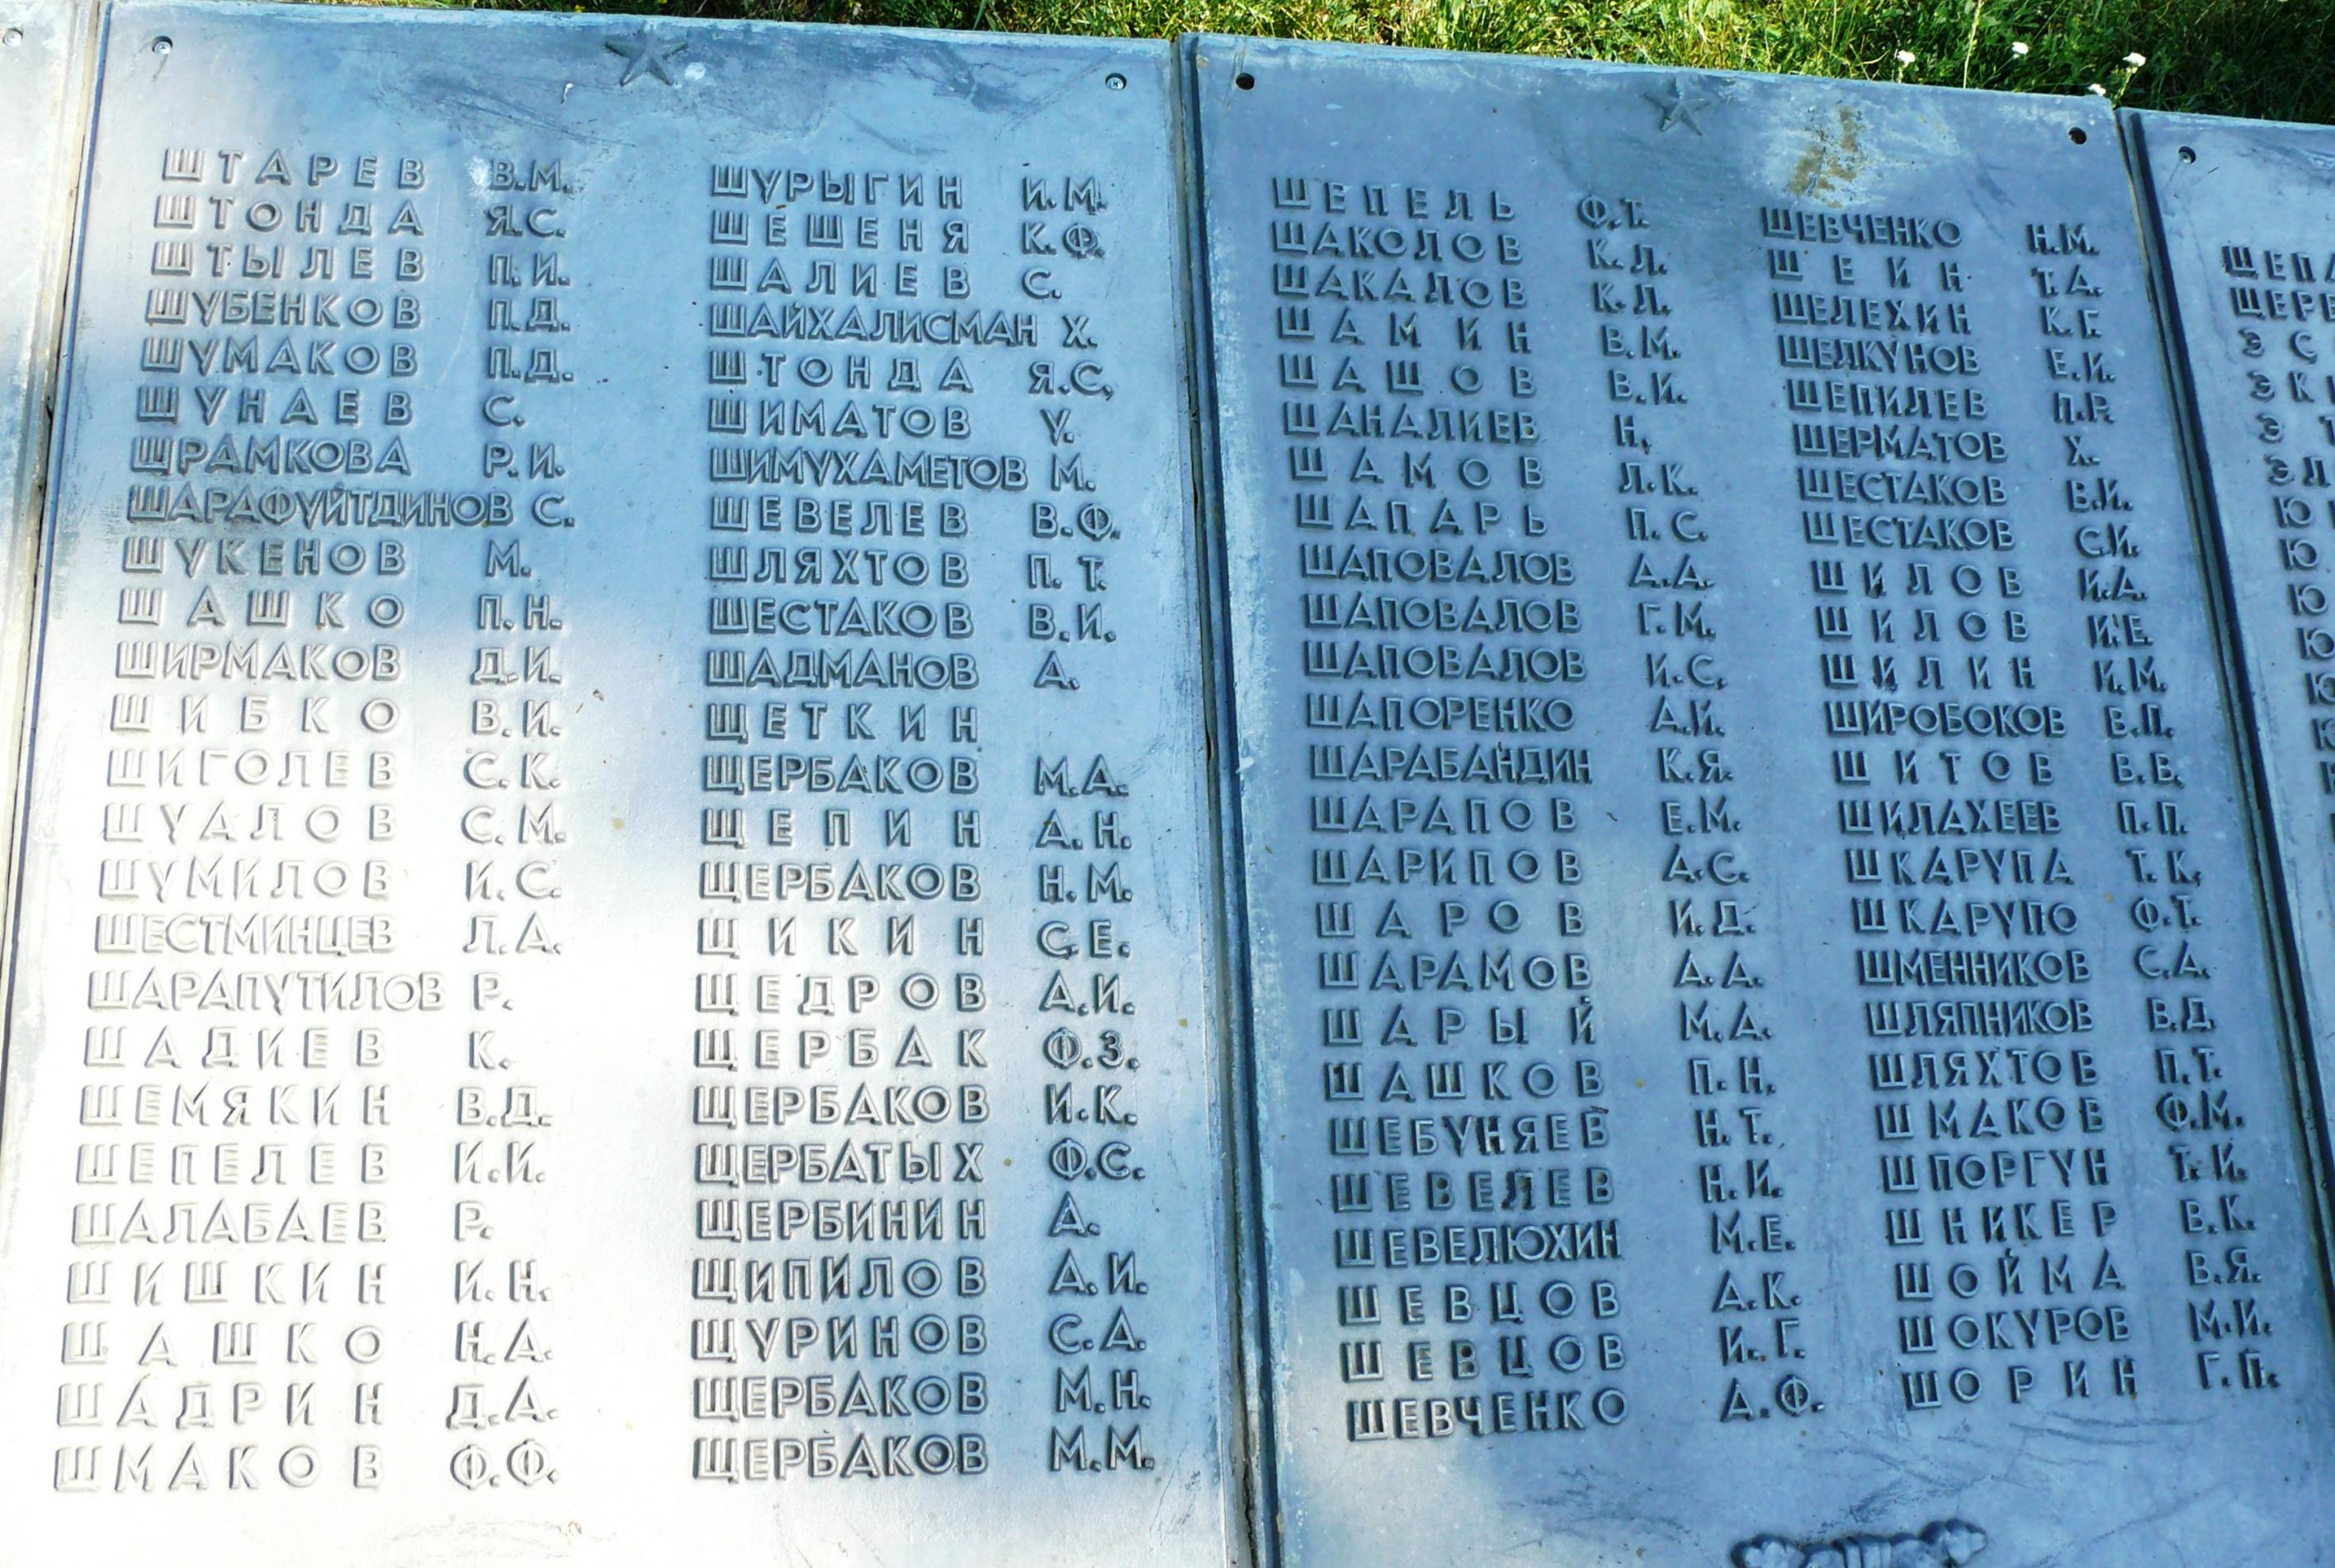 ШТАРЕВ В.М.
ШТОНДА Я.С.
ШТЫЛЕВ П.И.
ШУБЕНКОВ П.Д.
ШУМАКОВ П.Д.
ШУНАЕВ С.
ЩРАМКОВА Р.И.
ШАРАФУЙТДИНОВ С.
ШУКЕНОВ М.
ШАШКО П.Н.
ШИРМАКОВ Д.И.
ШИБКО В.И.
ШИГОЛЕВ С.К.
ШУАЛОВ С.М.
ШУМИЛОВ И.С.
ШЕСТМИНЦЕВ Л.А.
ШАРАПУТИЛОВ Р.
ШАДИЕВ К.
ШЕМЯКИН В.Д.
ШЕПЕЛЕВ И.И.
ШАЛАБАЕВ Р.
ШИШКИН И.Н.
ШАШКО Н.А.
ШАДРИН Д.А.
ШМАКОВ Ф.Ф.
ШУРЫГИН И.М.
ШЕШЕНЯ К.Ф.
ШАЛИЕВ С.
ШАЙХАЛИСМАН Х.
ШТОНДА Я.С,
ШИМАТОВ У.
ШИМУХАМЕТОВ М.
ШЕВЕЛЕВ В.Ф.
ШЛЯХТОВ П.Т.
ШЕСТАКОВ В.И.
ШАДМАНОВ А.
ЩЕТКИН
ЩЕРБАКОВ М.А.
ЩЕПИН А.Н.
ЩЕРБАКОВ Н.М.
ЩИКИН С.Е.
ЩЕДРОВ А.И.
ЩЕРБАК Ф.З.
ЩЕРБАКОВ И.К.
ЩЕРБАТЫХ Ф.С.
ЩЕРБИНИН А.
ЩИПИЛОВ А.И.
ЩУРИНОВ С.А.
ЩЕРБАКОВ М.Н.
ЩЕРБАКОВ М.М.
ШЕПЕЛЬ Ф.Т.
ШАКОЛОВ К.Л.
ШАКАЛОВ К.Л.
ШАМИН В.М.
ШАШОВ В.И.
ШАНАЛИЕВ Н,
ШАМОВ Л.К.
ШАПАРЬ П.С.
ШАПОВАЛОВ А.А.
ШАПОВАЛОВ Г.М.
ШАПОВАЛОВ И.С,
ШАПОРЕНКО А.И.
ШАРАБАНДИН К.Я.
ШАРАПОВ Е.М.
ШАРИПОВ А.С.
ШАРОВ И.Д.
ШАРАМОВ А.А.
ШАРЫЙ М.А.
ШАШКОВ П.Н.
ШЕБУНЯЕВ Н.Т.
ШЕВЕЛЕВ Н.И.
ШЕВЕЛЮХИН М.Е.
ШЕВЦОВ А.К.
ШЕВЦОВ И.Г.
ШЕВЧЕНКО А.Ф.
ШЕВЧЕНКО Н.М.
ШЕИН Т.А.
ШЕЛЕХИН К.Г.
ШЕЛКУНОВ Е.И.
ШЕПИЛЕВ П.Р.
ШЕРМАТОВ Х.
ШЕСТАКОВ В.И.
ШЕСТАКОВ С.И.
ШИЛОВ И.А.
ШИЛОВ И.Е.
ШИЛИН И.М.
ШИРОБОКОВ В.П.
ШИТОВ В.В.
ШИЛАХЕЕВ П.П.
ШКАРУПА Т.К,
ШКАРУПО Ф.Т.
ШМЕННИКОВ С.А.
ШЛЯПНИКОВ В.Д.
ШЛЯХТОВ П.Т.
ШМАКОВ Ф.М.
ШПОРГУН Т.И.
ШНИКЕР В.К.
ШОЙМА В.Я.
ШОКУРОВ М.И.
ШОРИН Г.П.